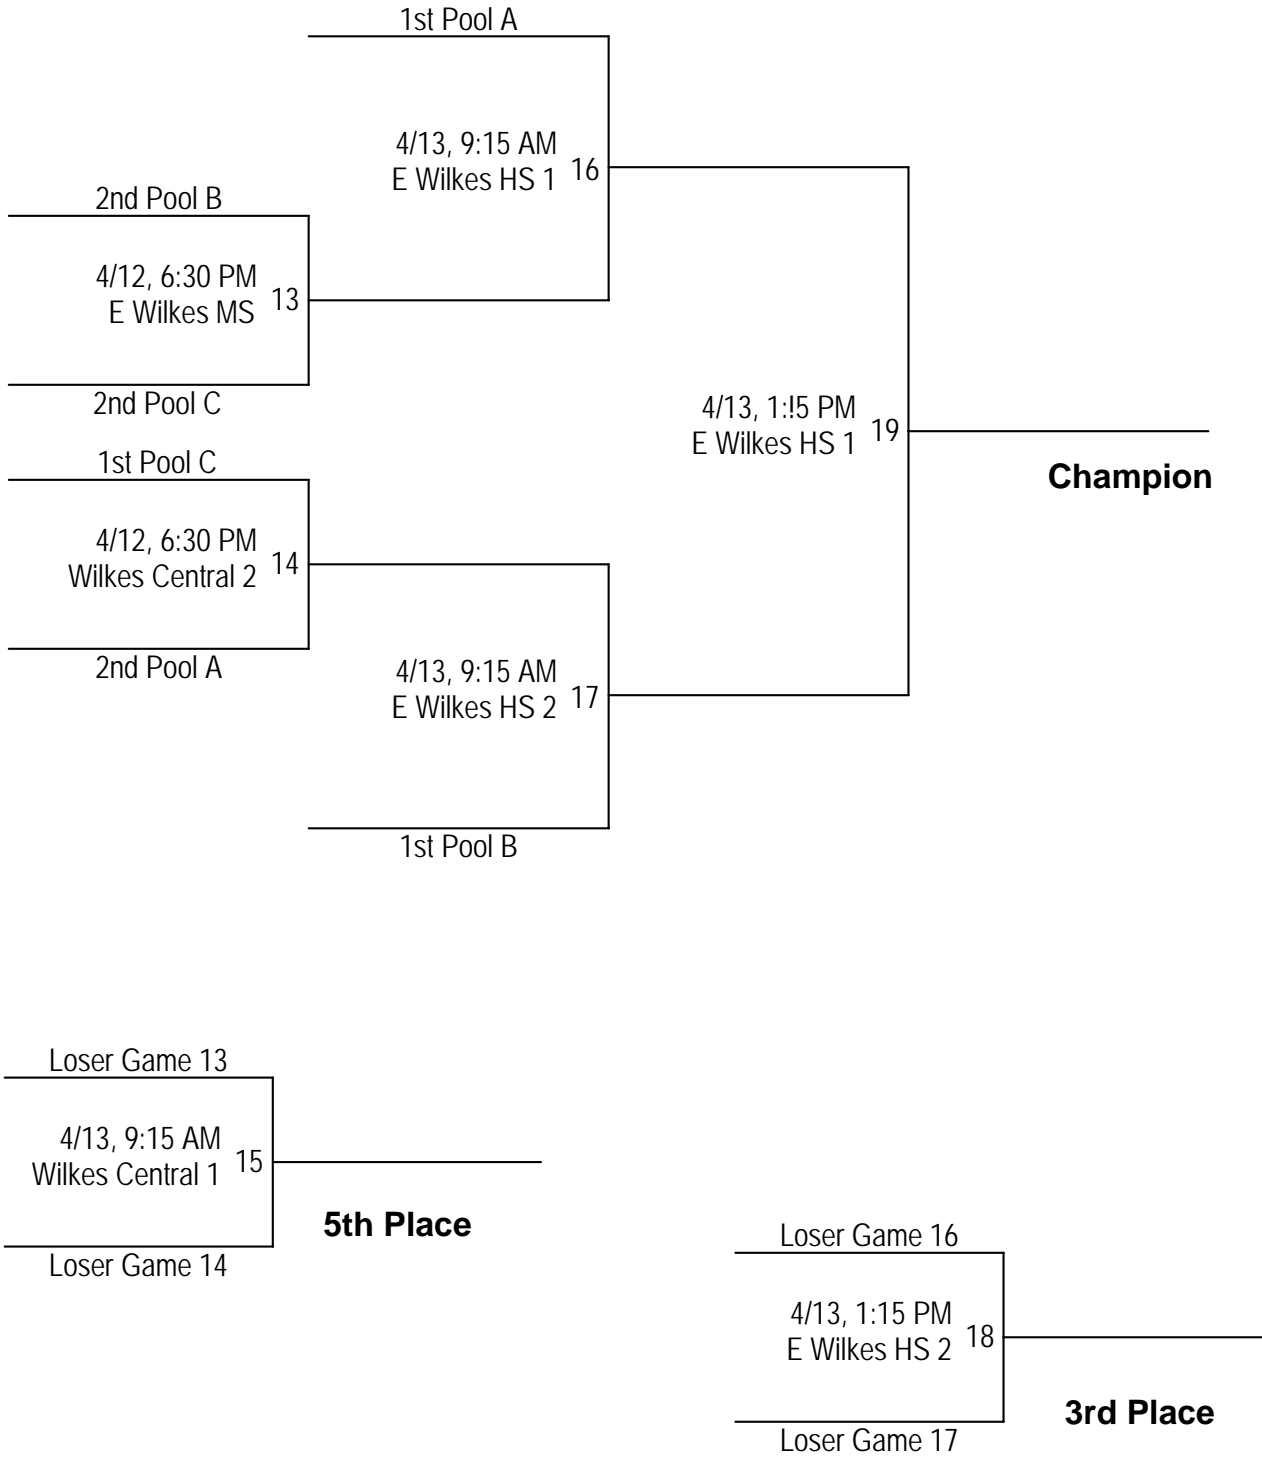 1st Pool A
4/13, 9:15 AM
E Wilkes HS 1
16
2nd Pool B
4/12, 6:30 PM
E Wilkes MS
13
2nd Pool C
4/13, 1:!5 PM
E Wilkes HS 1
19
Champion
1st Pool C
4/12, 6:30 PM
Wilkes Central 2
14
2nd Pool A
4/13, 9:15 AM
E Wilkes HS 2
17
1st Pool B
Loser Game 13
4/13, 9:15 AM
Wilkes Central 1
15
5th Place
Loser Game 14
Loser Game 16
4/13, 1:15 PM
E Wilkes HS 2
18
3rd Place
Loser Game 17